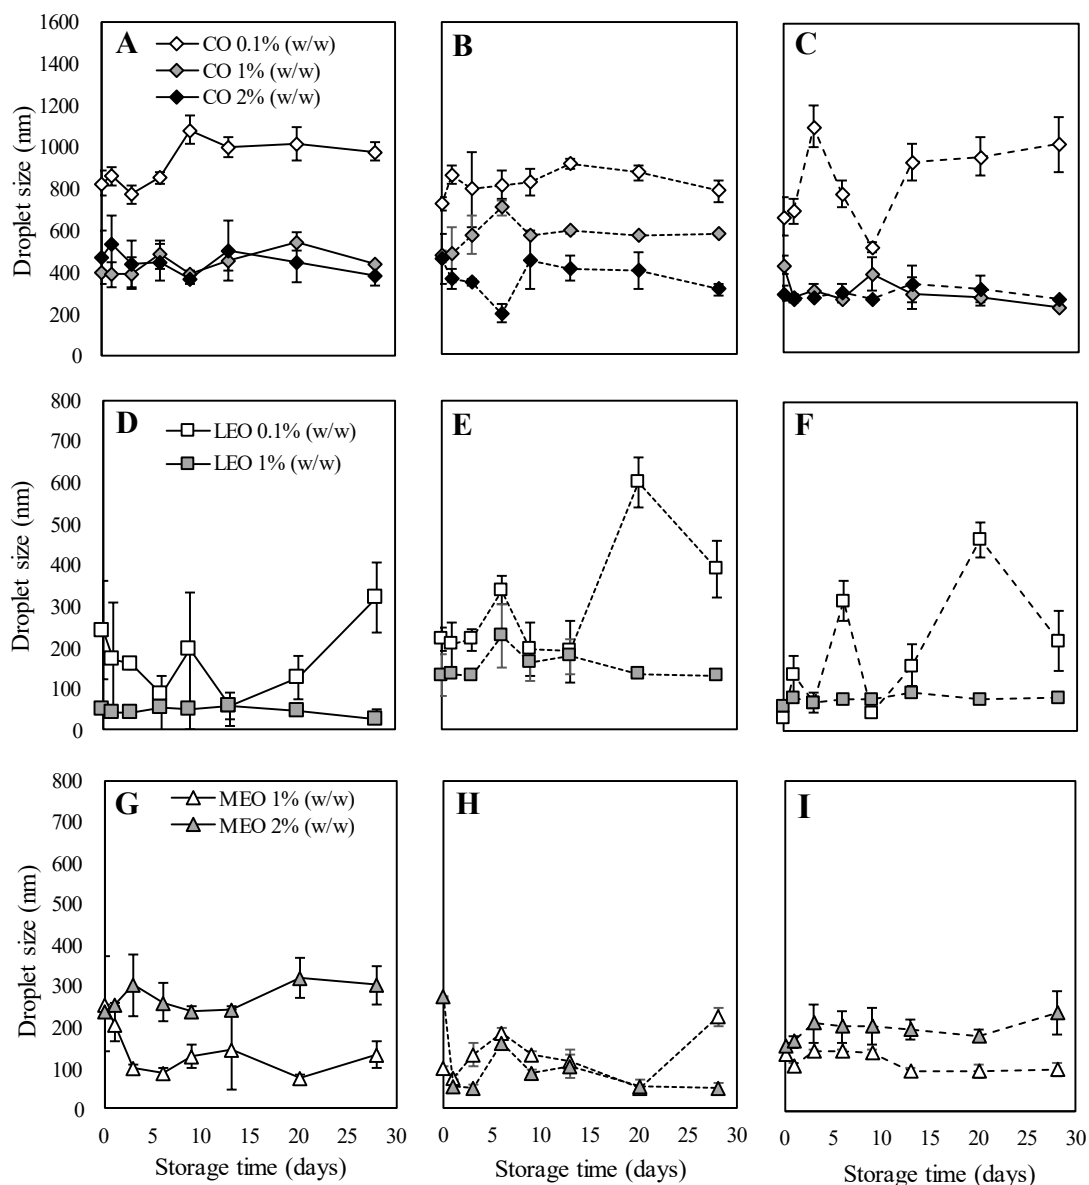 A
CO 0.1% (w/w)
CO 1% (w/w)
CO 2% (w/w)
B
C
Droplet size (nm)
1600
1400
1200
1000
800
600
400
200
0
D
LEO 0.1% (w/w)
LEO 1% (w/w)
E
F
Droplet size (nm)
800
700
600
500
400
300
200
100
0
G
MEO 1% (w/w)
MEO 2% (w/w)
H
I
Droplet size (nm)
800
700
600
500
400
300
200
100
0
0 5 10 15 20 25 30
0 5 10 15 20 25 30
0 5 10 15 20 25 30
Storage time (days)
Storage time (days)
Storage time (days)